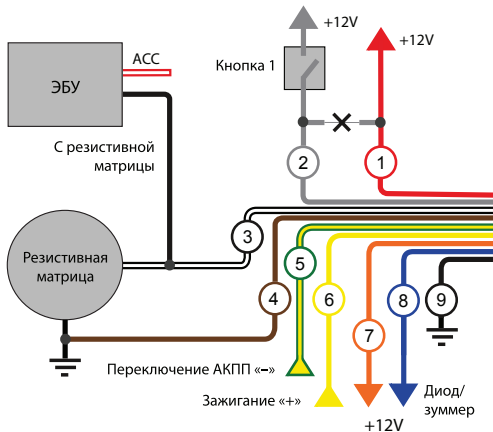 +12V
+12V
АСС
Кнопка 1
ЭБУ
С резистивной
матрицы
2
1
3
Резистивная
матрица
5
4
6
7
8
9
Переключение АКПП «–»
Зажигание «+»
Диод/
зуммер
+12V